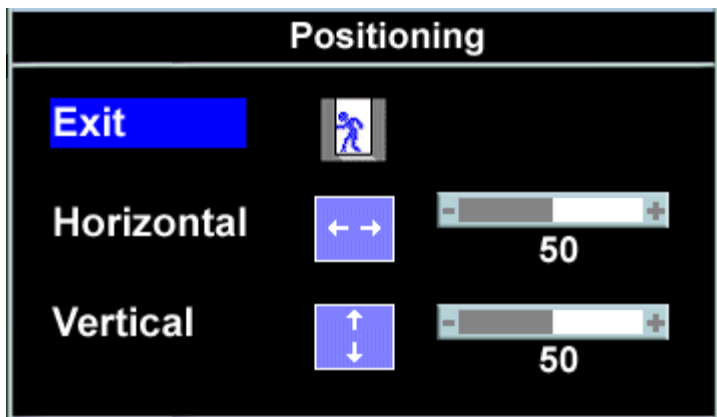 Positioning
Exit
Horizontal
- +
50
Vertical
- +
50